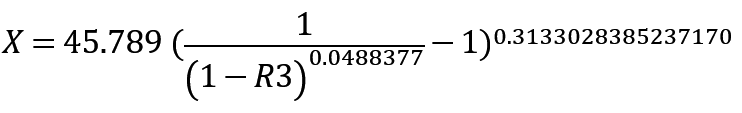 X = 45.789 (1/(1 − R3)^0.0488377 − 1)^0.3133028385237170